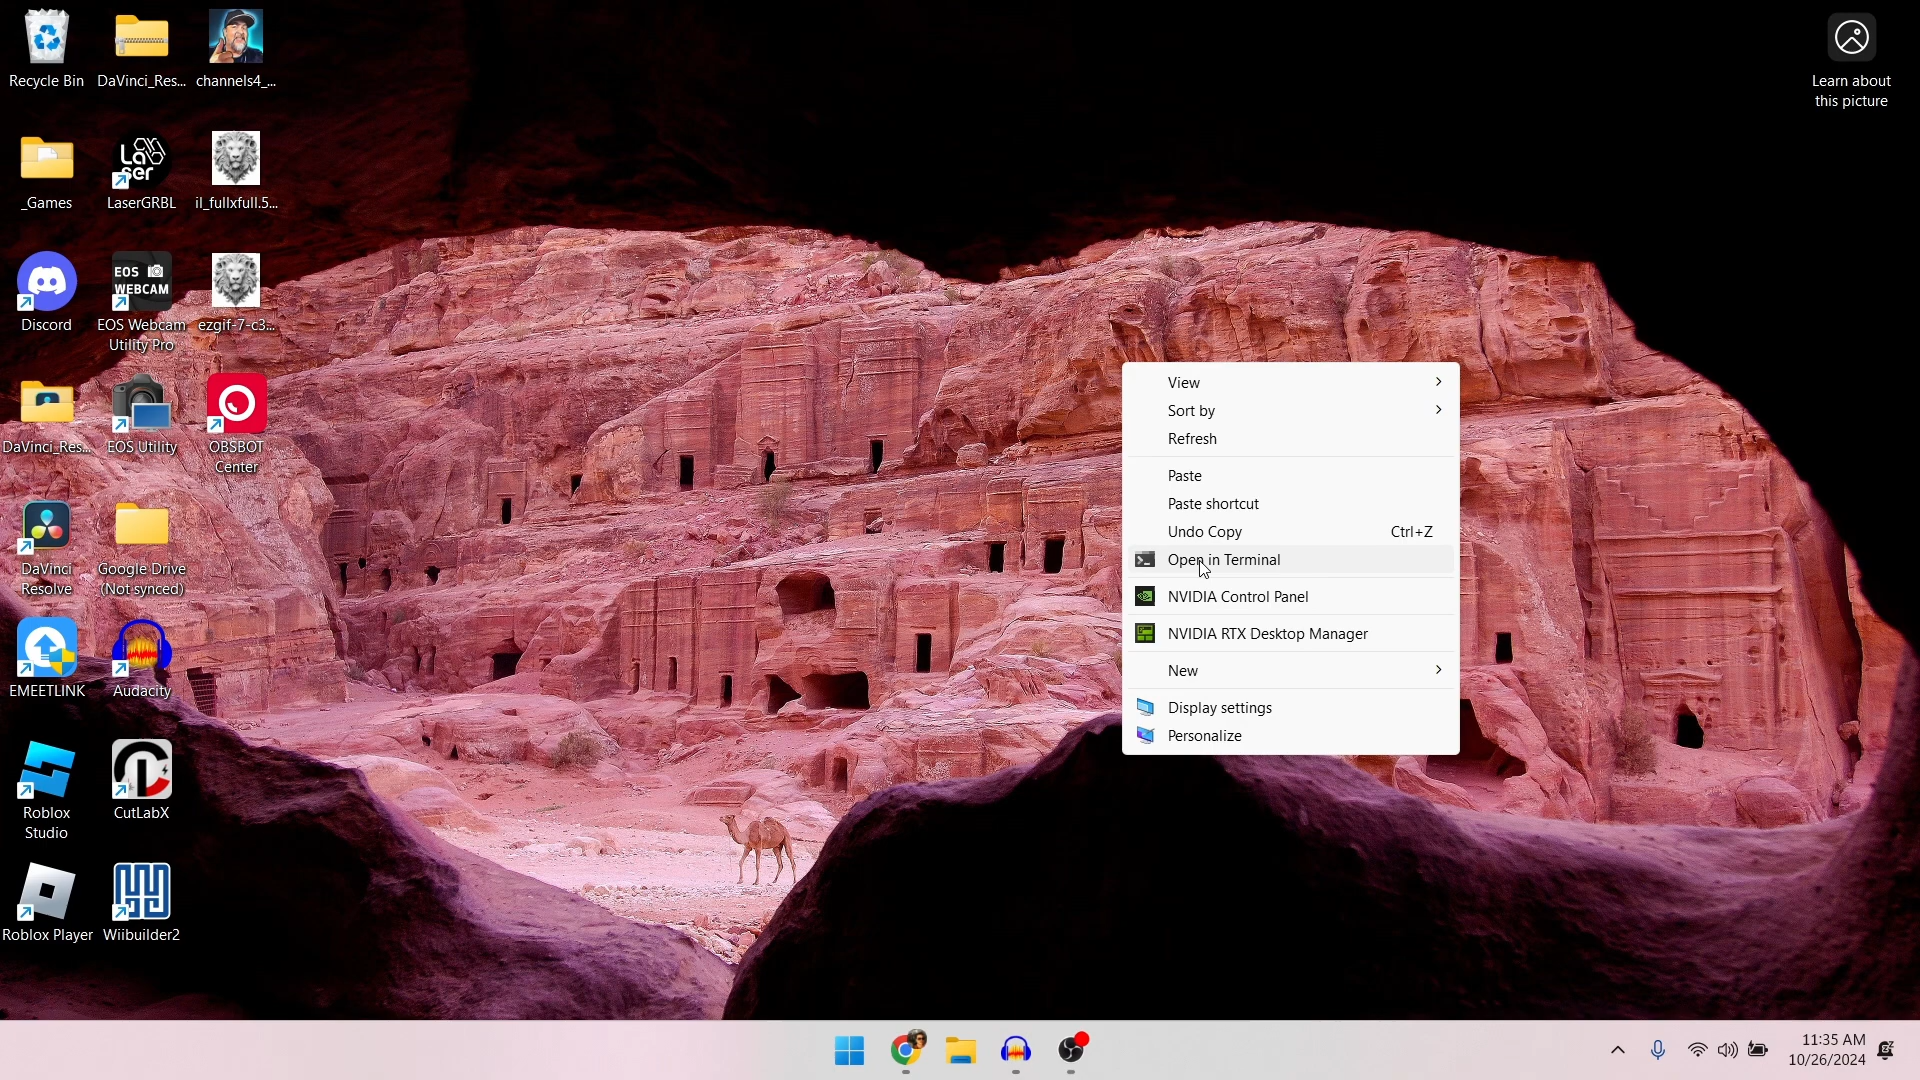 Recycle Bin
DaVinci_Res...
channels4_...
Learn about
this picture
_Games
LaSer
LaserGRBL
il_fullxfull.5...
Discord
EOS
WEBCAM
EOS Webcam
Utility Pro
ezgif-7-c3...
DaVinci_Res...
EOS Utility
OBSBOT
Center
DaVinci
Resolve
Google Drive
(Not synced)
EMEETLINK
Audacity
Roblox
Studio
CutLabX
Roblox Player
Wiibuilder2
View
Sort by
Refresh
Paste
Paste shortcut
Undo Copy Ctrl+Z
Open in Terminal
NVIDIA Control Panel
NVIDIA RTX Desktop Manager
New
Display settings
Personalize
11:35 AM
10/26/2024